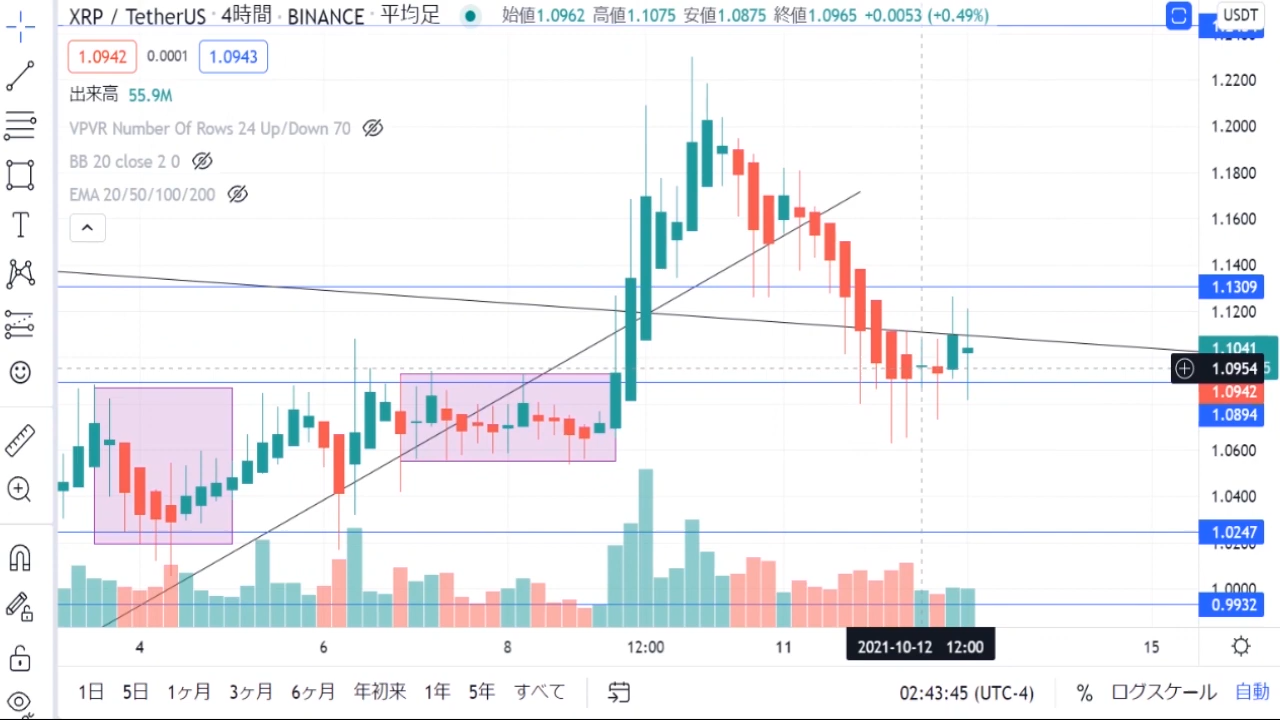 XRP / TetherUS · 4時間 · BINANCE · 平均足 始値1.0962 高値1.1075 安値1.0875 終値1.0965 +0.0053 (+0.49%)
USDT
1.0942 0.0001 1.0943
出来高 55.9M
VPVR Number Of Rows 24 Up/Down 70
BB 20 close 2 0
EMA 20/50/100/200
T
1.2200
1.2000
1.1800
1.1600
1.1400
1.1309
1.1200
1.1041
1.0954
1.0942
1.0894
1.0600
1.0400
1.0247
1.0200
1.0000
0.9932
4 6 8 12:00 11 2021-10-12 12:00 15
1日 5日 1ヶ月 3ヶ月 6ヶ月 年初来 1年 5年 すべて 02:43:45 (UTC-4) % ログスケール 自動